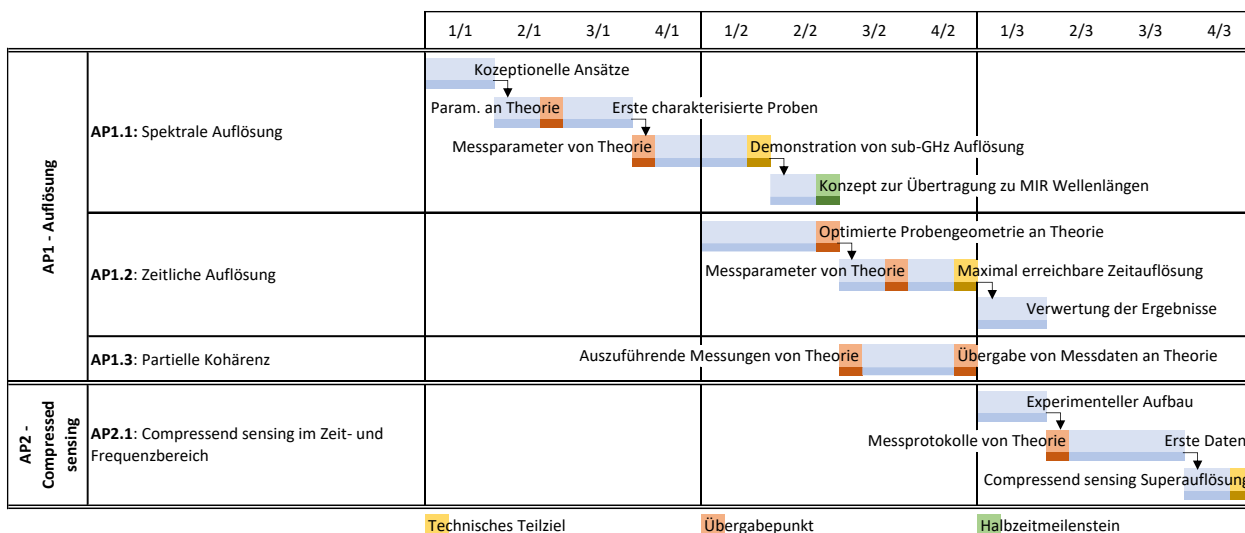 1/1 2/1 3/1 4/1 1/2 2/2 3/2 4/2 1/3 2/3 3/3 4/3
AP1 - Auflösung
AP1.1: Spektrale Auflösung
Kozeptionelle Ansätze
Param. an Theorie
Erste charakterisierte Proben
Messparameter von Theorie
Demonstration von sub-GHz Auflösung
Konzept zur Übertragung zu MIR Wellenlängen
AP1.2: Zeitliche Auflösung
Optimierte Probengeometrie an Theorie
Messparameter von Theorie
Maximal erreichbare Zeitauflösung
Verwertung der Ergebnisse
AP1.3: Partielle Kohärenz
Auszuführende Messungen von Theorie
Übergabe von Messdaten an Theorie
AP2 -
Compressed
sensing
AP2.1: Compressend sensing im Zeit- und
Frequenzbereich
Experimenteller Aufbau
Messprotokolle von Theorie
Erste Daten
Compressend sensing Superauflösung
Technisches Teilziel
Übergabepunkt
Halbzeitmeilenstein